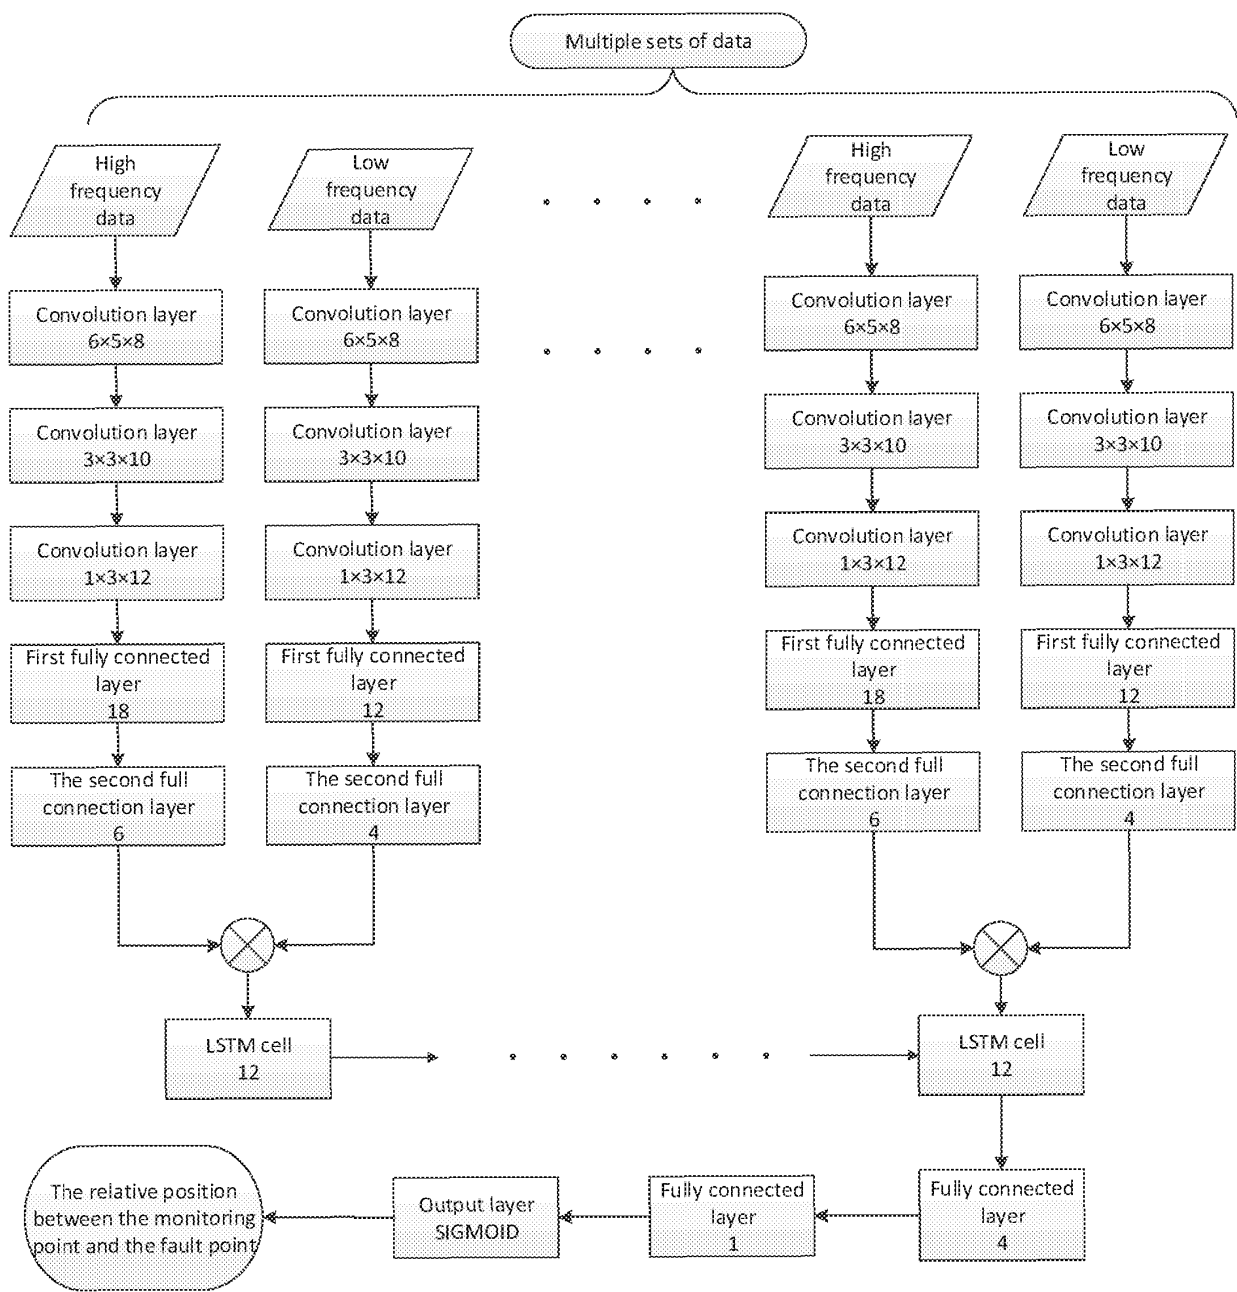 Multiple sets of data
High
frequency
data
Low
frequency
data
High
frequency
data
Low
frequency
data
Convolution layer
6×5×8
Convolution layer
6×5×8
Convolution layer
6×5×8
Convolution layer
6×5×8
Convolution layer
3×3×10
Convolution layer
3×3×10
Convolution layer
3×3×10
Convolution layer
3×3×10
Convolution layer
1×3×12
Convolution layer
1×3×12
Convolution layer
1×3×12
Convolution layer
1×3×12
First fully connected
layer
18
First fully connected
layer
12
First fully connected
layer
18
First fully connected
layer
12
The second full
connection layer
6
The second full
connection layer
4
The second full
connection layer
6
The second full
connection layer
4
LSTM cell
12
LSTM cell
12
The relative position
between the monitoring
point and the fault point
Output layer
SIGMOID
Fully connected
layer
1
Fully connected
layer
4